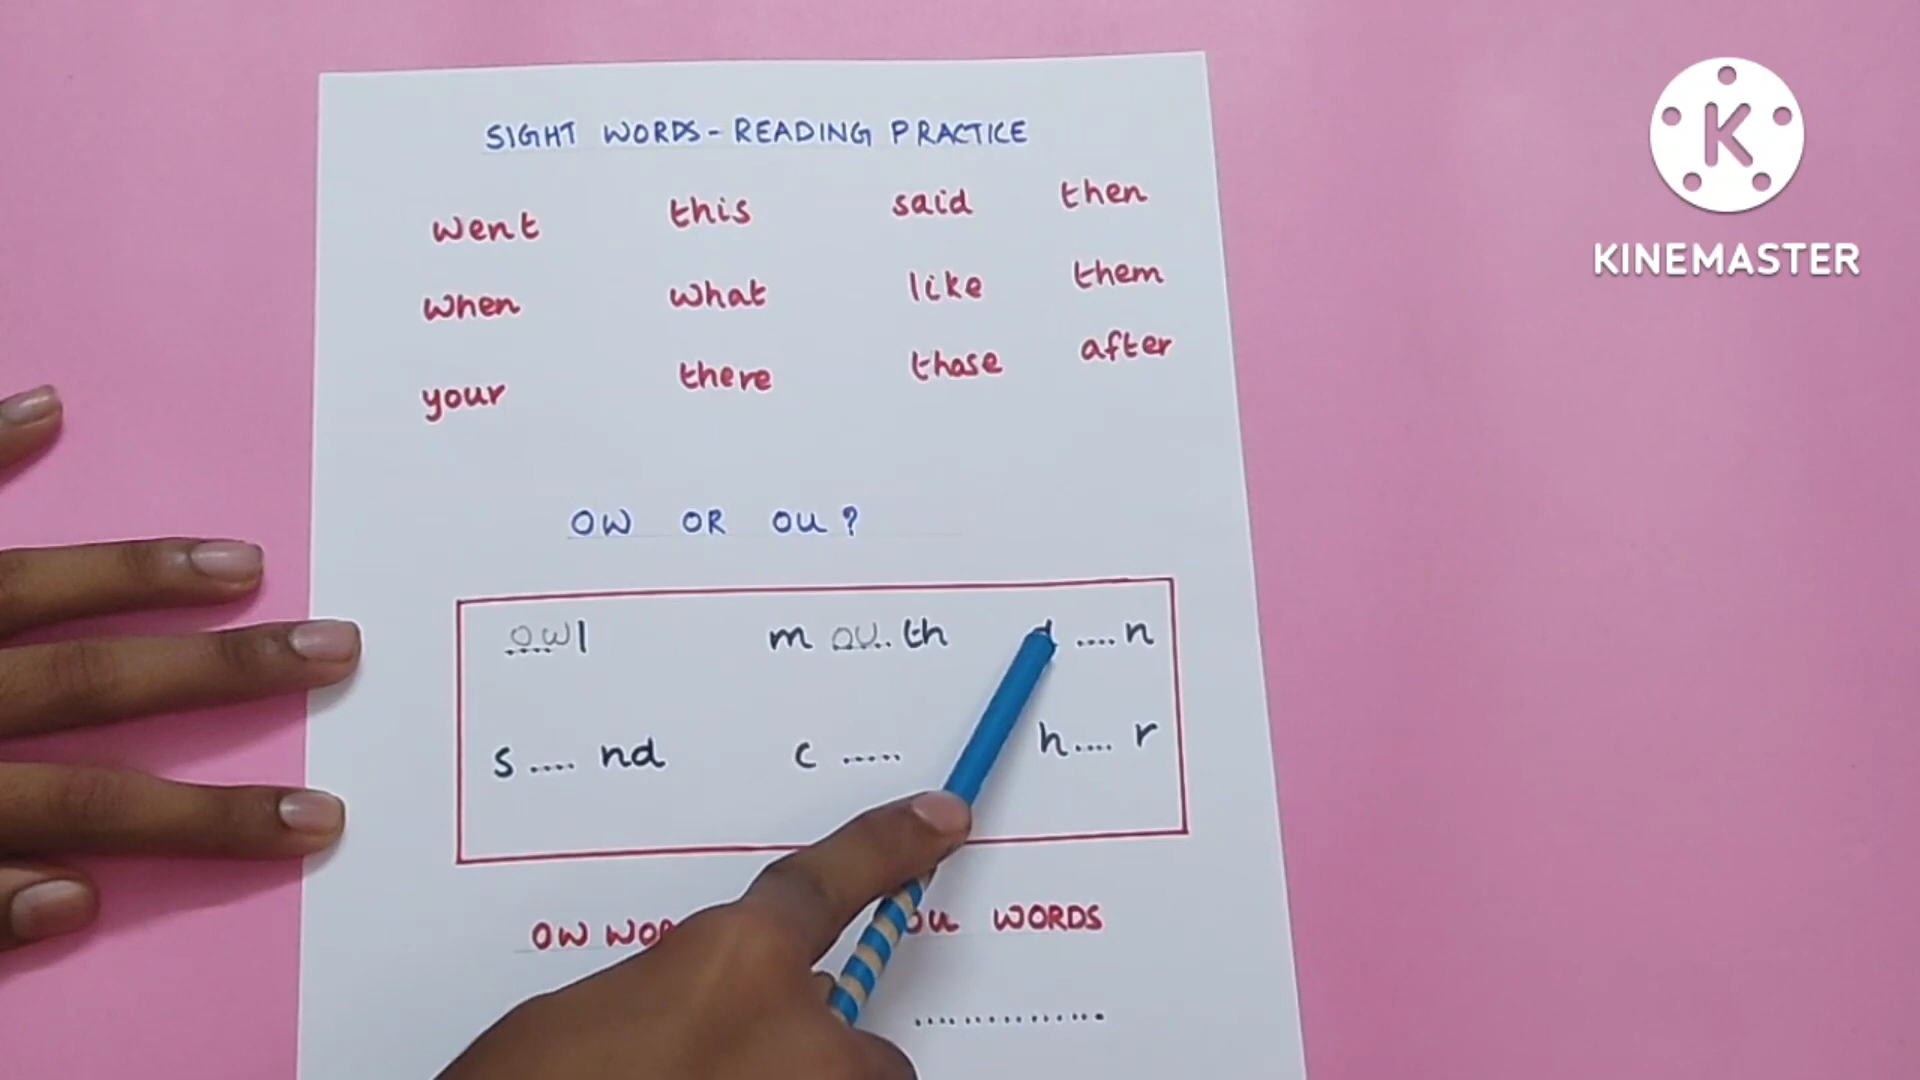 SIGHT WORDS - READING PRACTICE
went this said then
when what like them
your there those after
OW OR OU?
owl m ou.. th d .... n
s .... nd c ..... h .... r
OW OU WORDS
..............
K
KINEMASTER